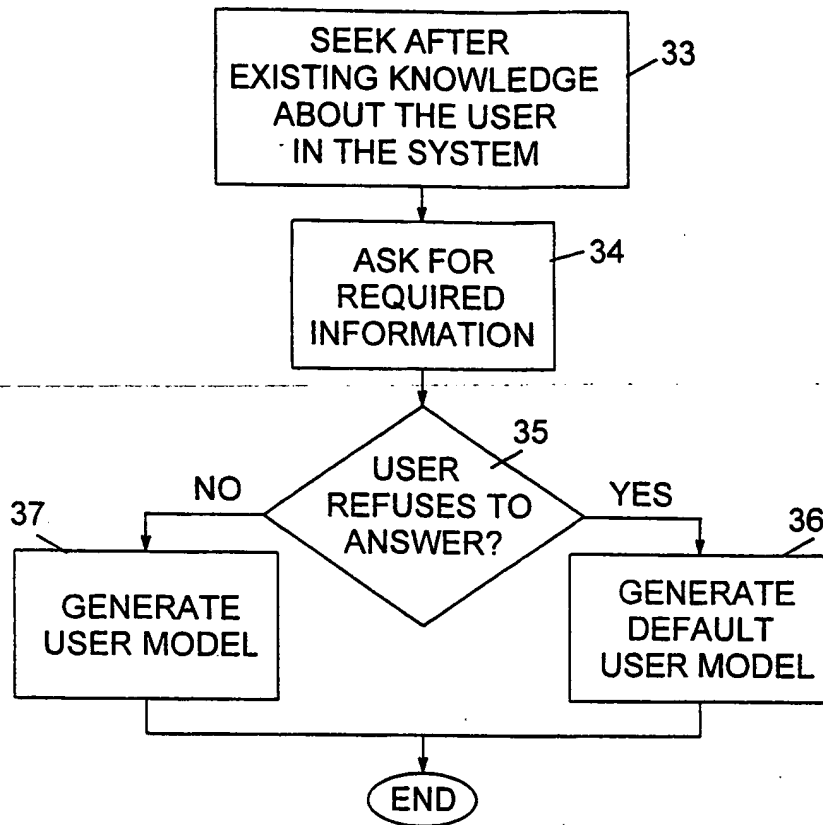 SEEK AFTER
EXISTING KNOWLEDGE
ABOUT THE USER
IN THE SYSTEM
33
ASK FOR
REQUIRED
INFORMATION
34
USER
REFUSES TO
ANSWER?
35
NO
YES
37
GENERATE
USER MODEL
36
GENERATE
DEFAULT
USER MODEL
END